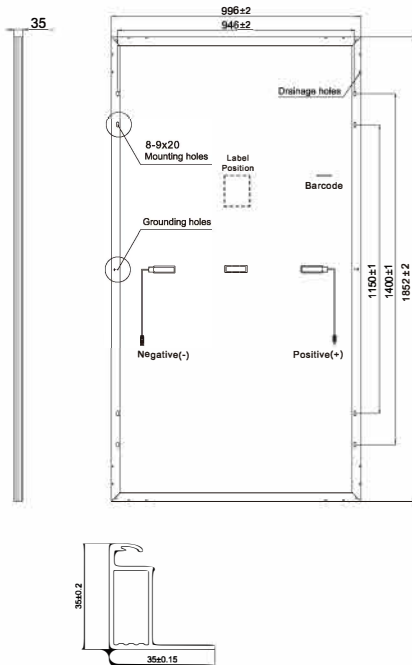 996±2
946±2
35
Drainage holes
8-9x20
Mounting holes
Label
Position
Barcode
Grounding holes
1150±1
1400±1
1852±2
Negative(-)
Positive(+)
35±0.2
35±0.15